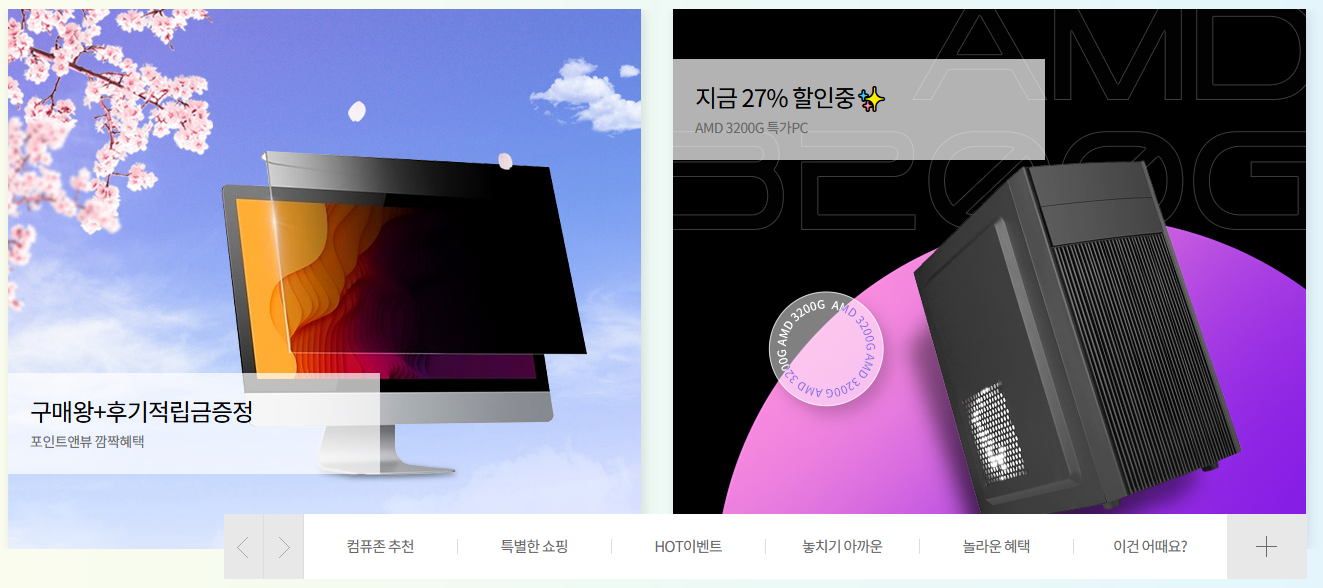 구매왕+후기적립금증정
포인트앤뷰 깜짝혜택
AMD
3200G
지금 27% 할인중✨
AMD 3200G 특가PC
AMD 3200G AMD 3200G AMD 3200G AMD 3200G
컴퓨존 추천
특별한 쇼핑
HOT이벤트
놓치기 아까운
놀라운 혜택
이건 어때요?